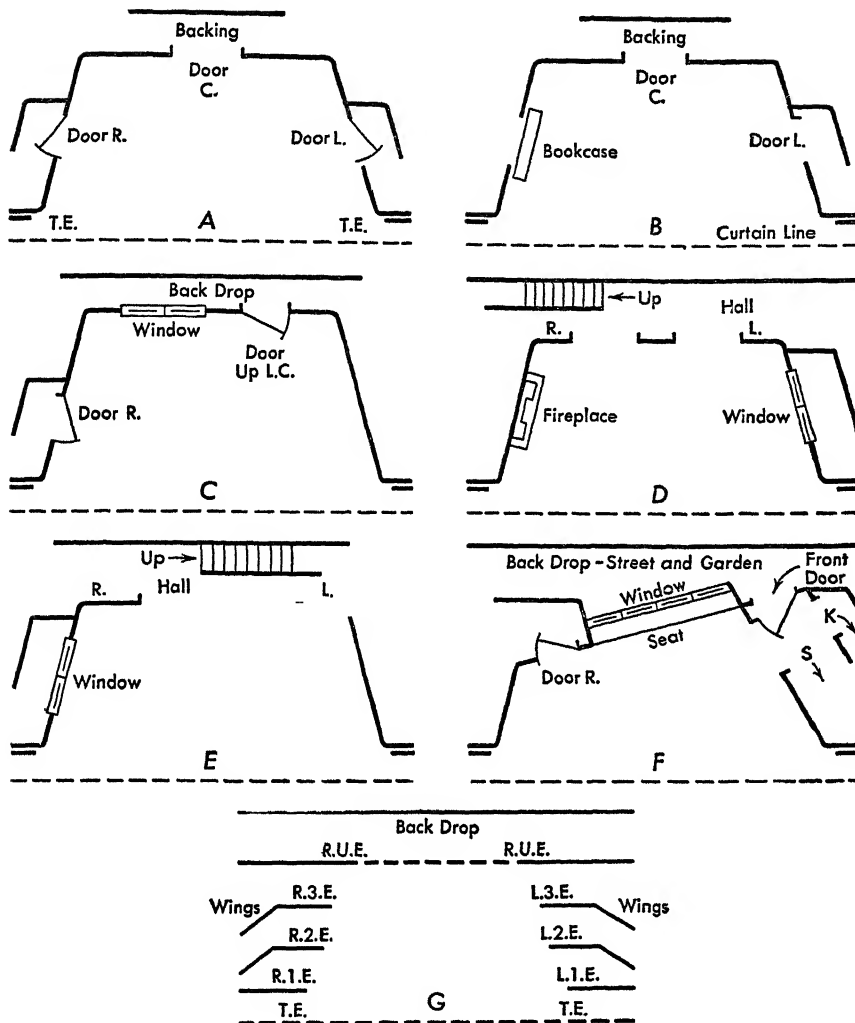 Backing
Door
C.
Door R.
Door L.
T.E.
A
T.E.
Backing
Door
C.
Bookcase
Door L.
B
Curtain Line
Back Drop
Window
Door
Up L.C.
Door R.
C
Up
Hall
R.
L.
Fireplace
Window
D
Up
Hall
R.
L.
Window
E
Back Drop - Street and Garden
Front
Door
Window
Seat
K
S
Door R.
F
Back Drop
R.U.E.
R.U.E.
Wings
R.3.E.
L.3.E.
Wings
R.2.E.
L.2.E.
R.1.E.
L.1.E.
T.E.
G
T.E.